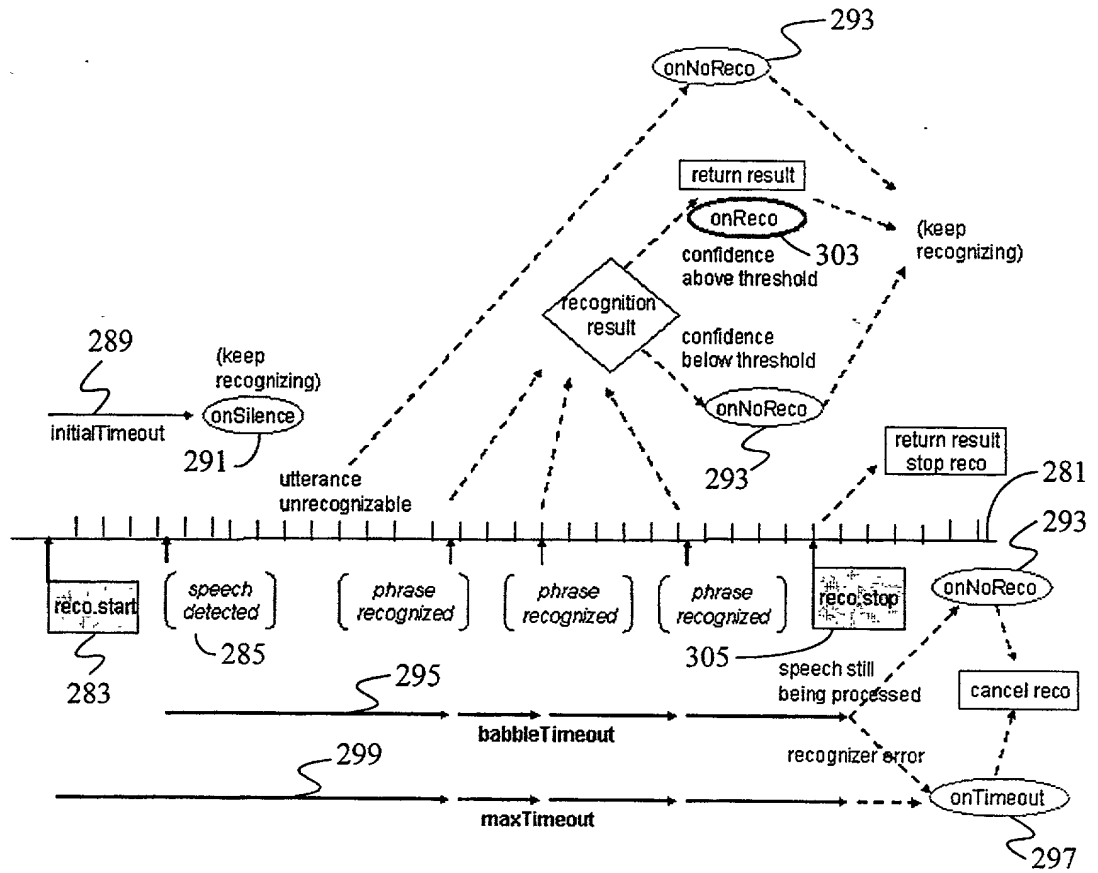 293
onNoReco
return result
onReco
303
(keep
recognizing)
confidence
above threshold
recognition
result
confidence
below threshold
289
(keep
recognizing)
initialTimeout
onSilence
291
onNoReco
293
return result
stop reco
281
utterance
unrecognizable
293
reco.start
283
speech
detected
285
phrase
recognized
phrase
recognized
phrase
recognized
reco.stop
305
onNoReco
speech still
being processed
cancel reco
295
babbleTimeout
recognizer error
299
maxTimeout
onTimeout
297